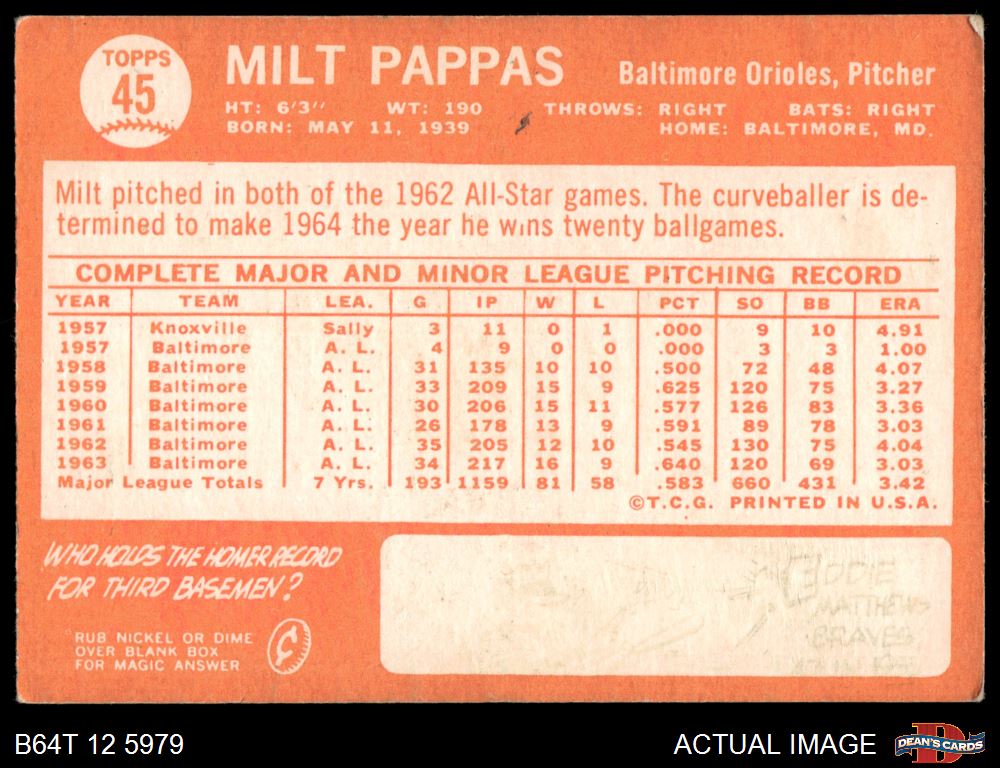 TOPPS
45
MILT PAPPAS
Baltimore Orioles, Pitcher
HT: 6'3" WT: 190 THROWS: RIGHT BATS: RIGHT
BORN: MAY 11, 1939 HOME: BALTIMORE, MD.
Milt pitched in both of the 1962 All-Star games. The curveballer is de-
termined to make 1964 the year he wins twenty ballgames.
COMPLETE MAJOR AND MINOR LEAGUE PITCHING RECORD
YEAR TEAM LEA. G IP W L PCT SO BB ERA
1957 Knoxville Sally 3 11 0 1 .000 9 10 4.91
1957 Baltimore A. L. 4 9 0 0 .000 3 3 1.00
1958 Baltimore A. L. 31 135 10 10 .500 72 48 4.07
1959 Baltimore A. L. 33 209 15 9 .625 120 75 3.27
1960 Baltimore A. L. 30 206 15 11 .577 126 83 3.36
1961 Baltimore A. L. 26 178 13 9 .591 89 78 3.03
1962 Baltimore A. L. 35 205 12 10 .545 130 75 4.04
1963 Baltimore A. L. 34 217 16 9 .640 120 69 3.03
Major League Totals 7 Yrs. 193 1159 81 58 .583 660 431 3.42
©T.C.G. PRINTED IN U.S.A.
WHO HOLDS THE HOMER RECORD
FOR THIRD BASEMEN?
RUB NICKEL OR DIME
OVER BLANK BOX
FOR MAGIC ANSWER
¢
EDDIE
MATTHEWS
BRAVES
B64T 12 5979
ACTUAL IMAGE
DEAN'S CARDS